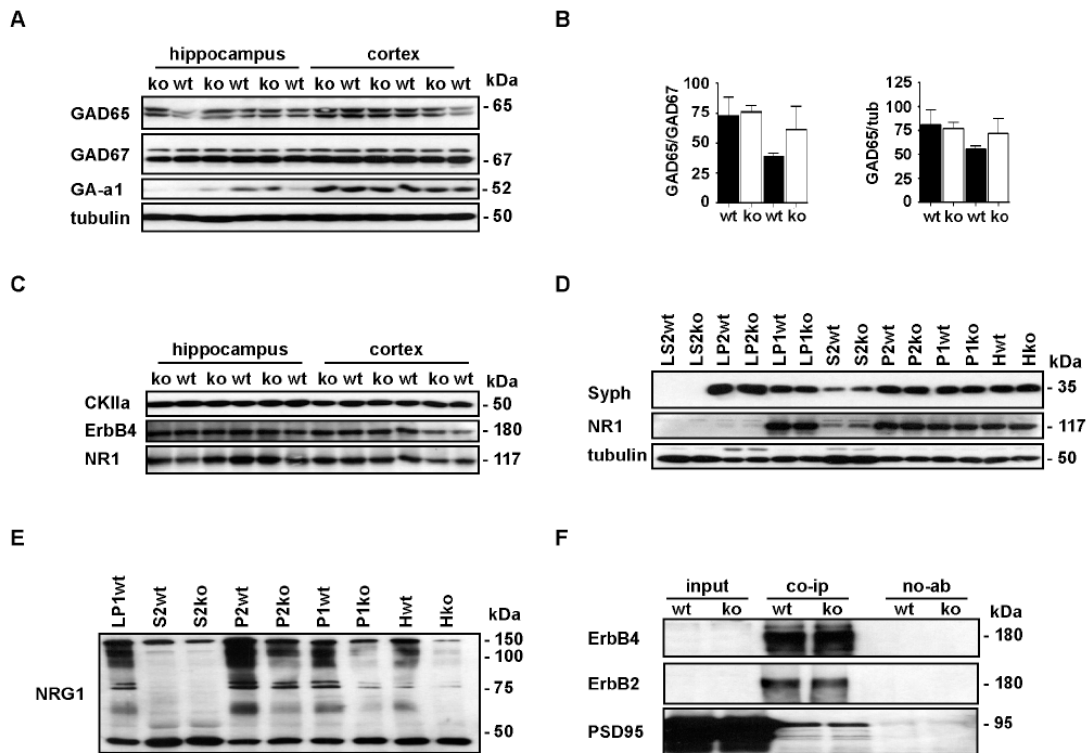 A
hippocampus cortex
ko wt ko wt ko wt ko wt ko wt ko wt kDa
GAD65 - 65
GAD67 - 67
GA-a1 - 52
tubulin - 50
B
GAD65/GAD67
100
75
50
25
0
wt ko wt ko
GAD65/tub
125
100
75
50
25
0
wt ko wt ko
C
hippocampus cortex
ko wt ko wt ko wt ko wt ko wt ko wt kDa
CKIIa - 50
ErbB4 - 180
NR1 - 117
D
LS2wt LS2ko LP2wt LP2ko LP1wt LP1ko S2wt S2ko P2wt P2ko P1wt P1ko Hwt Hko kDa
Syph - 35
NR1 - 117
tubulin - 50
E
LP1wt S2wt S2ko P2wt P2ko P1wt P1ko Hwt Hko kDa
NRG1
- 150
- 100
- 75
- 50
F
input co-ip no-ab
wt ko wt ko wt ko kDa
ErbB4 - 180
ErbB2 - 180
PSD95 - 95